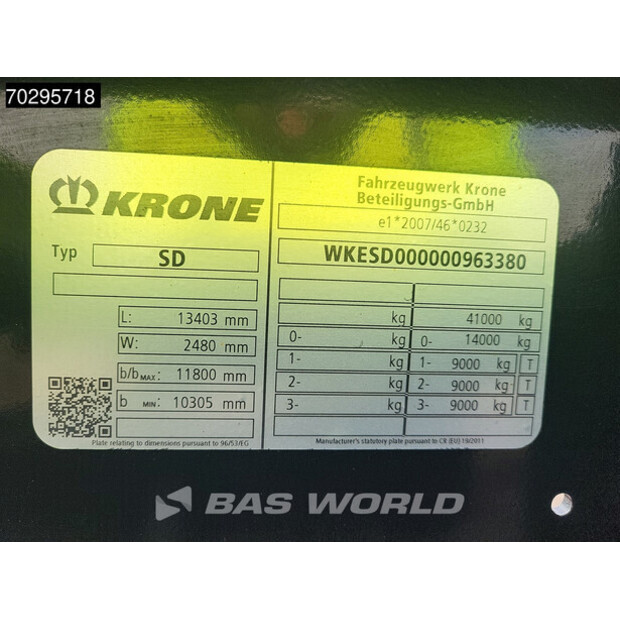 70295718
KRONE
Fahrzeugwerk Krone
Beteiligungs-GmbH
e1*2007/46*0232
Typ SD
WKESD000000963380
L: 13403 mm
W: 2480 mm
b/b MAX: 11800 mm
b MIN: 10305 mm
kg 41000 kg
0- kg 0- 14000 kg
1- kg 1- 9000 kg T
2- kg 2- 9000 kg T
3- kg 3- 9000 kg T
Plate relating to dimensions pursuant to 96/53/EG
Manufacturer's statutory plate pursuant to CR (EU) 19/2011
BAS WORLD